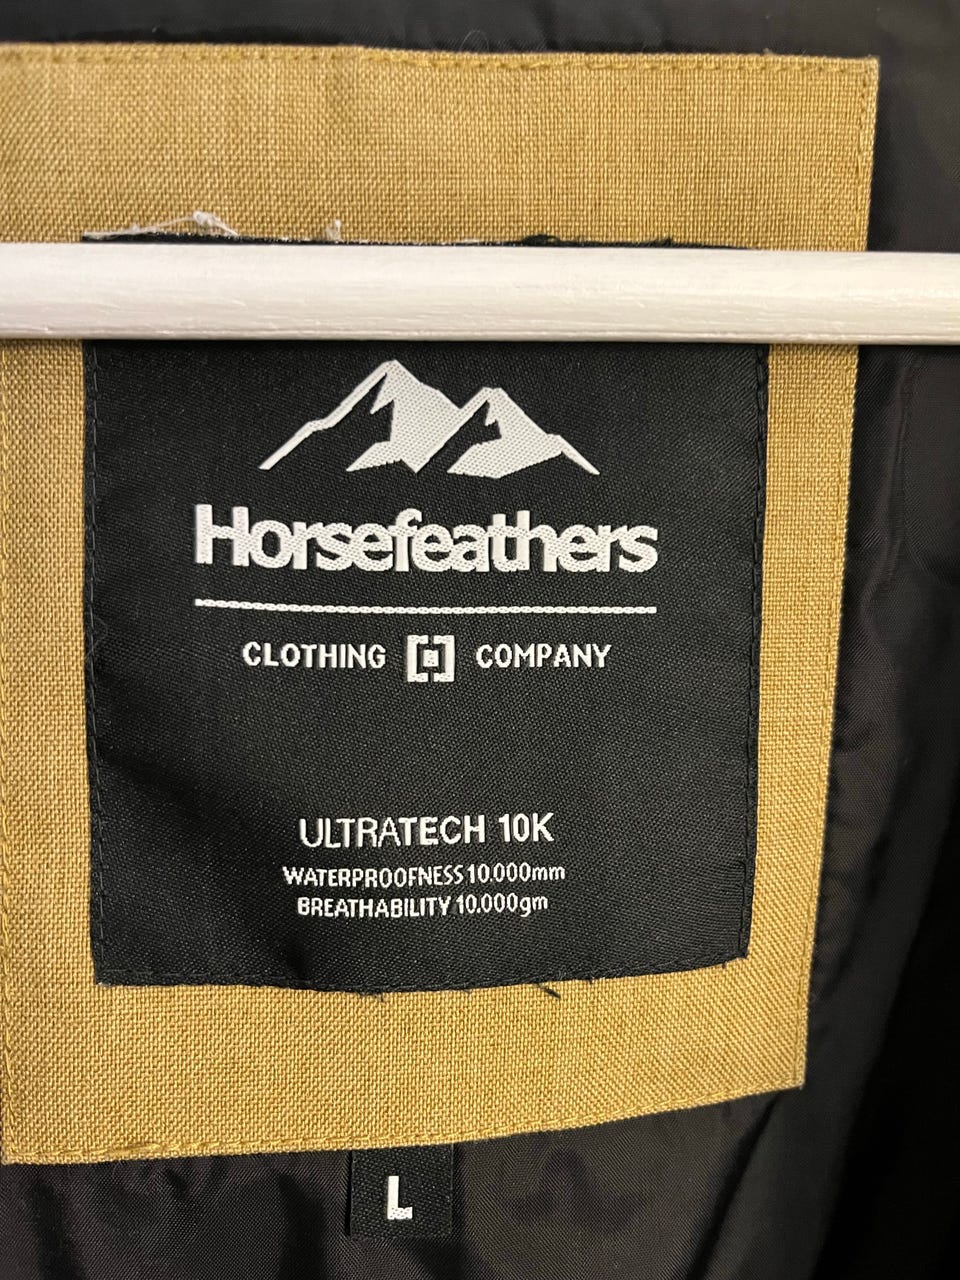 Horsefeathers
CLOTHING COMPANY
ULTRATECH 10K
WATERPROOFNESS 10.000mm
BREATHABILITY 10.000gm
L